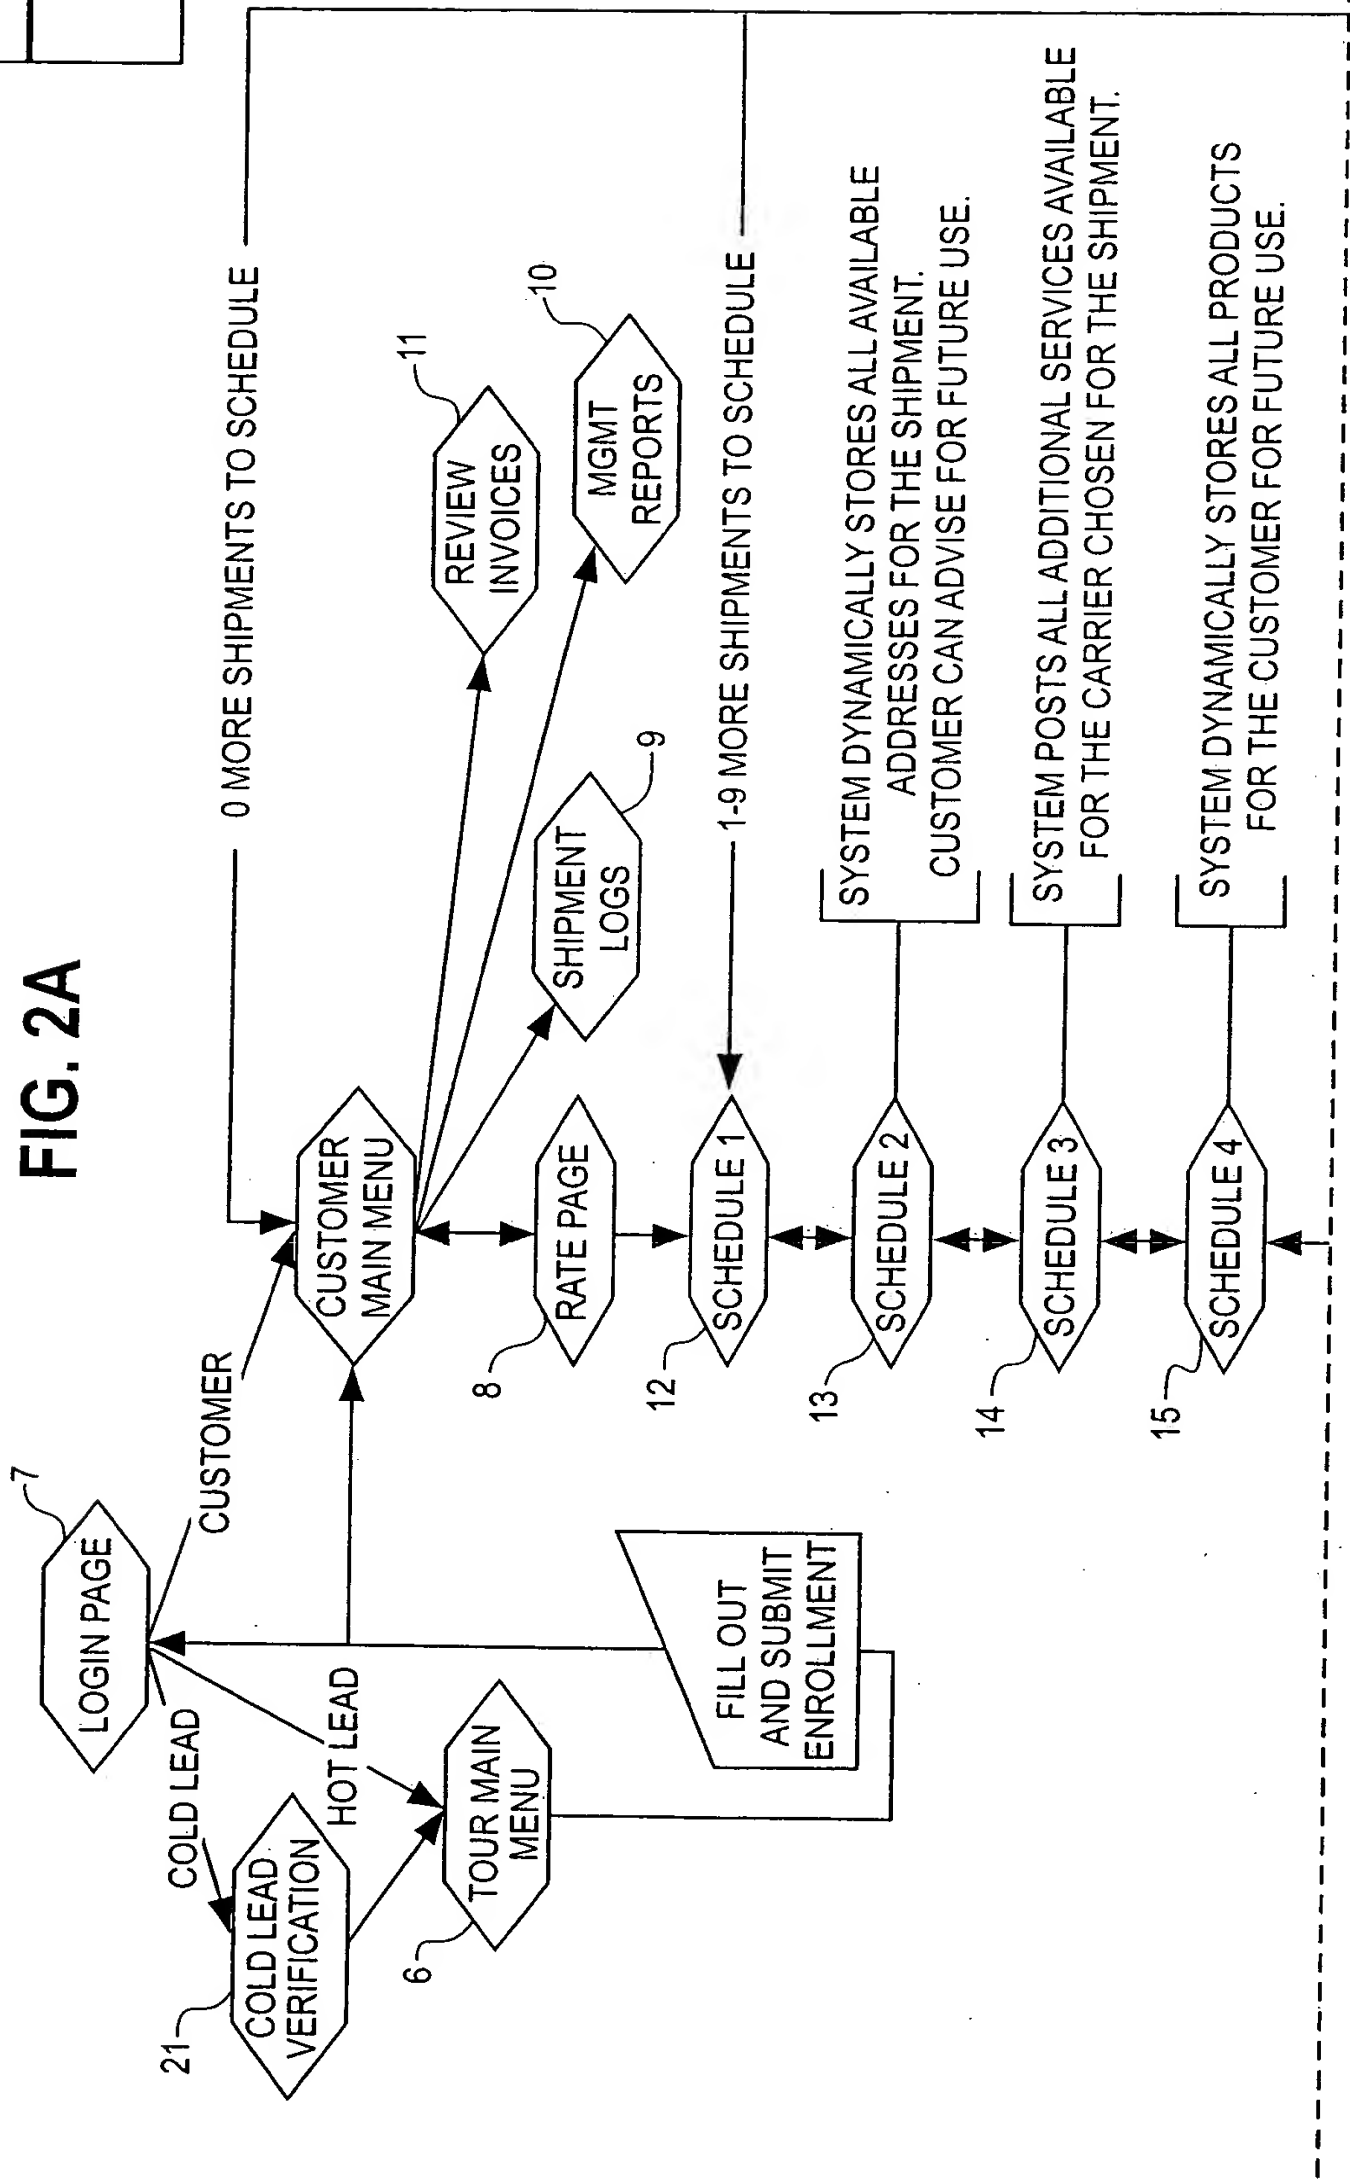 FIG. 2A
7
LOGIN PAGE
COLD LEAD
CUSTOMER
0 MORE SHIPMENTS TO SCHEDULE
21
COLD LEAD
VERIFICATION
HOT LEAD
CUSTOMER
MAIN MENU
11
REVIEW
INVOICES
10
MGMT
REPORTS
6
TOUR MAIN
MENU
8
RATE PAGE
SHIPMENT
LOGS
9
FILL OUT
AND SUBMIT
ENROLLMENT
12
SCHEDULE 1
1-9 MORE SHIPMENTS TO SCHEDULE
13
SCHEDULE 2
SYSTEM DYNAMICALLY STORES ALL AVAILABLE
ADDRESSES FOR THE SHIPMENT.
CUSTOMER CAN ADVISE FOR FUTURE USE.
14
SCHEDULE 3
SYSTEM POSTS ALL ADDITIONAL SERVICES AVAILABLE
FOR THE CARRIER CHOSEN FOR THE SHIPMENT.
15
SCHEDULE 4
SYSTEM DYNAMICALLY STORES ALL PRODUCTS
FOR THE CUSTOMER FOR FUTURE USE.